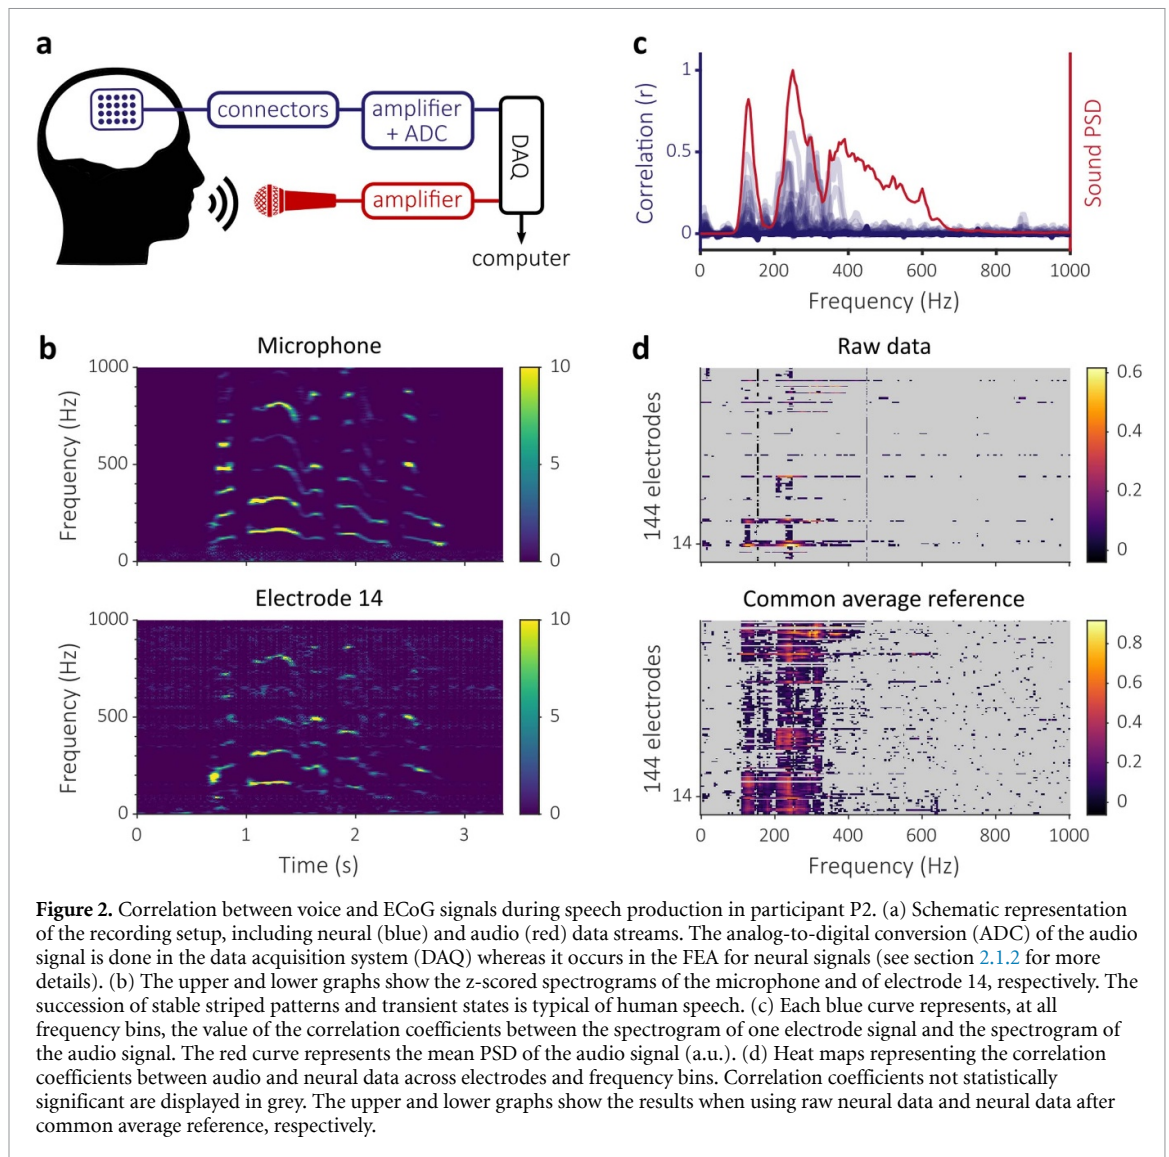 a
connectors
amplifier
+ ADC
DAQ
amplifier
computer
c
1
0.5
0
Correlation (r)
Sound PSD
0
200
400
600
800
1000
Frequency (Hz)
b
Microphone
1000
500
0
Frequency (Hz)
10
5
0
Electrode 14
1000
500
0
Frequency (Hz)
10
5
0
0
1
2
3
Time (s)
d
Raw data
144 electrodes
14
0.6
0.4
0.2
0
Common average reference
144 electrodes
14
0.8
0.6
0.4
0.2
0
0
200
400
600
800
1000
Frequency (Hz)
Figure 2. Correlation between voice and ECoG signals during speech production in participant P2. (a) Schematic representation
of the recording setup, including neural (blue) and audio (red) data streams. The analog-to-digital conversion (ADC) of the audio
signal is done in the data acquisition system (DAQ) whereas it occurs in the FEA for neural signals (see section 2.1.2 for more
details). (b) The upper and lower graphs show the z-scored spectrograms of the microphone and of electrode 14, respectively. The
succession of stable striped patterns and transient states is typical of human speech. (c) Each blue curve represents, at all
frequency bins, the value of the correlation coefficients between the spectrogram of one electrode signal and the spectrogram of
the audio signal. The red curve represents the mean PSD of the audio signal (a.u.). (d) Heat maps representing the correlation
coefficients between audio and neural data across electrodes and frequency bins. Correlation coefficients not statistically
significant are displayed in grey. The upper and lower graphs show the results when using raw neural data and neural data after
common average reference, respectively.